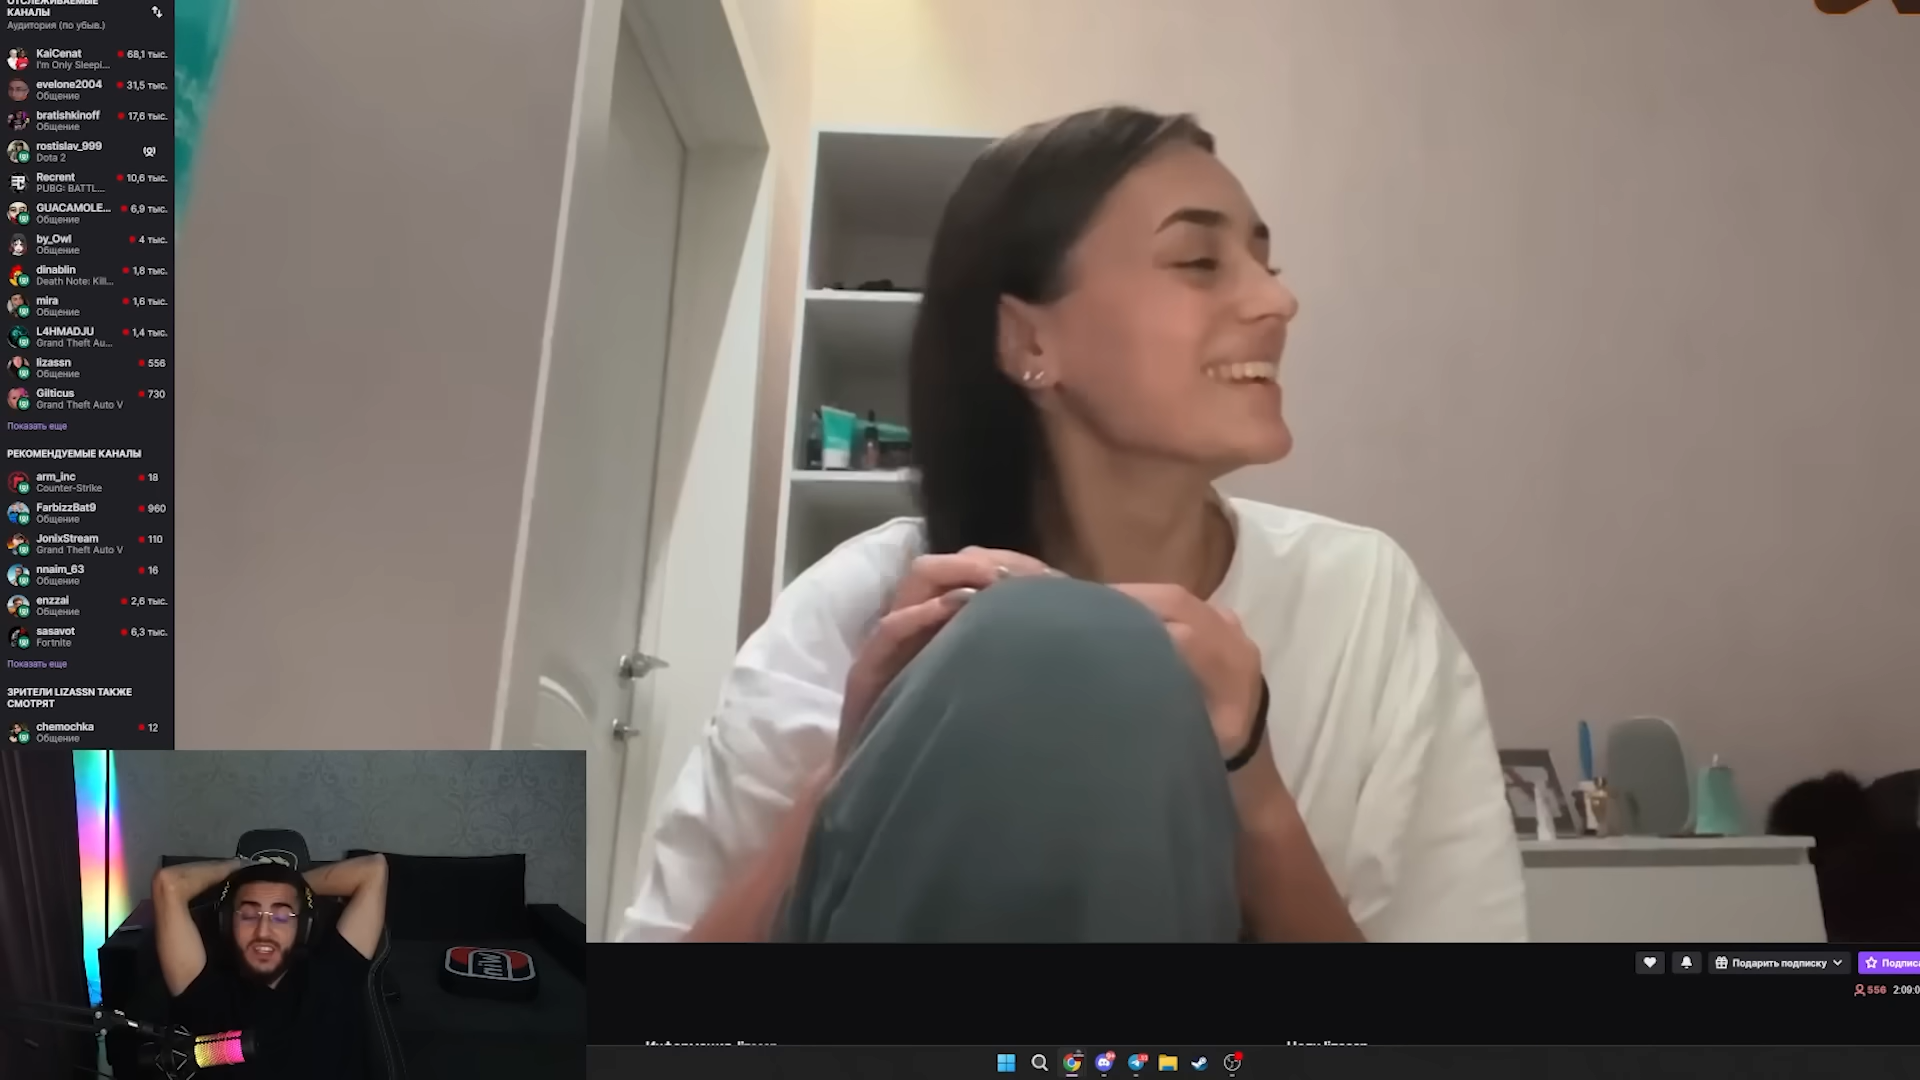 ОТСЛЕЖИВАЕМЫЕ
КАНАЛЫ
Аудитория (по убыв.)
KaiCenat 68,1 тыс.
I'm Only Sleepi...
evelone2004 31,5 тыс.
Общение
bratishkinoff 17,6 тыс.
Общение
rostislav_999
Dota 2
Recrent 10,6 тыс.
PUBG: BATTL...
GUACAMOLE... 6,9 тыс.
Общение
by_Owl 4 тыс.
Общение
dinablin 1,8 тыс.
Death Note: Kill...
mira 1,6 тыс.
Общение
L4HMADJU 1,4 тыс.
Grand Theft Au...
lizassn 556
Общение
Gilticus 730
Grand Theft Auto V
Показать еще
РЕКОМЕНДУЕМЫЕ КАНАЛЫ
arm_inc 18
Counter-Strike
FarbizzBat9 960
Общение
JonixStream 110
Grand Theft Auto V
nnaim_63 16
Общение
enzzai 2,6 тыс.
Общение
sasavot 6,3 тыс.
Fortnite
Показать еще
ЗРИТЕЛИ LIZASSN ТАКЖЕ
СМОТРЯТ
chemochka 12
Общение
WIN
Подарить подписку
Подписа
556 2:09:0